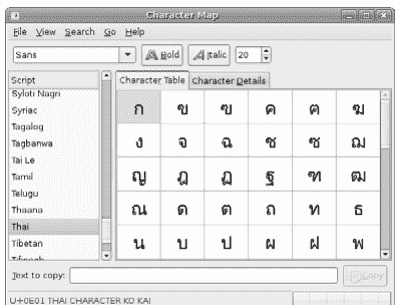 Character Map
File View Search Go Help
Sans Bold Italic 20
Script Character Table Character Details
Syloti Nagri
Syriac
Tagalog
Tagbanwa
Tai Le
Tamil
Telugu
Thaana
Thai
Tibetan
Tifinagh
ก ข ฃ ค ฅ ฆ
ง จ ฉ ช ซ ฌ
ญ ฎ ฏ ฐ ฑ ฒ
ณ ด ต ถ ท ธ
น บ ป ผ ฝ พ
Text to copy: Copy
U+0E01 THAI CHARACTER KO KAI